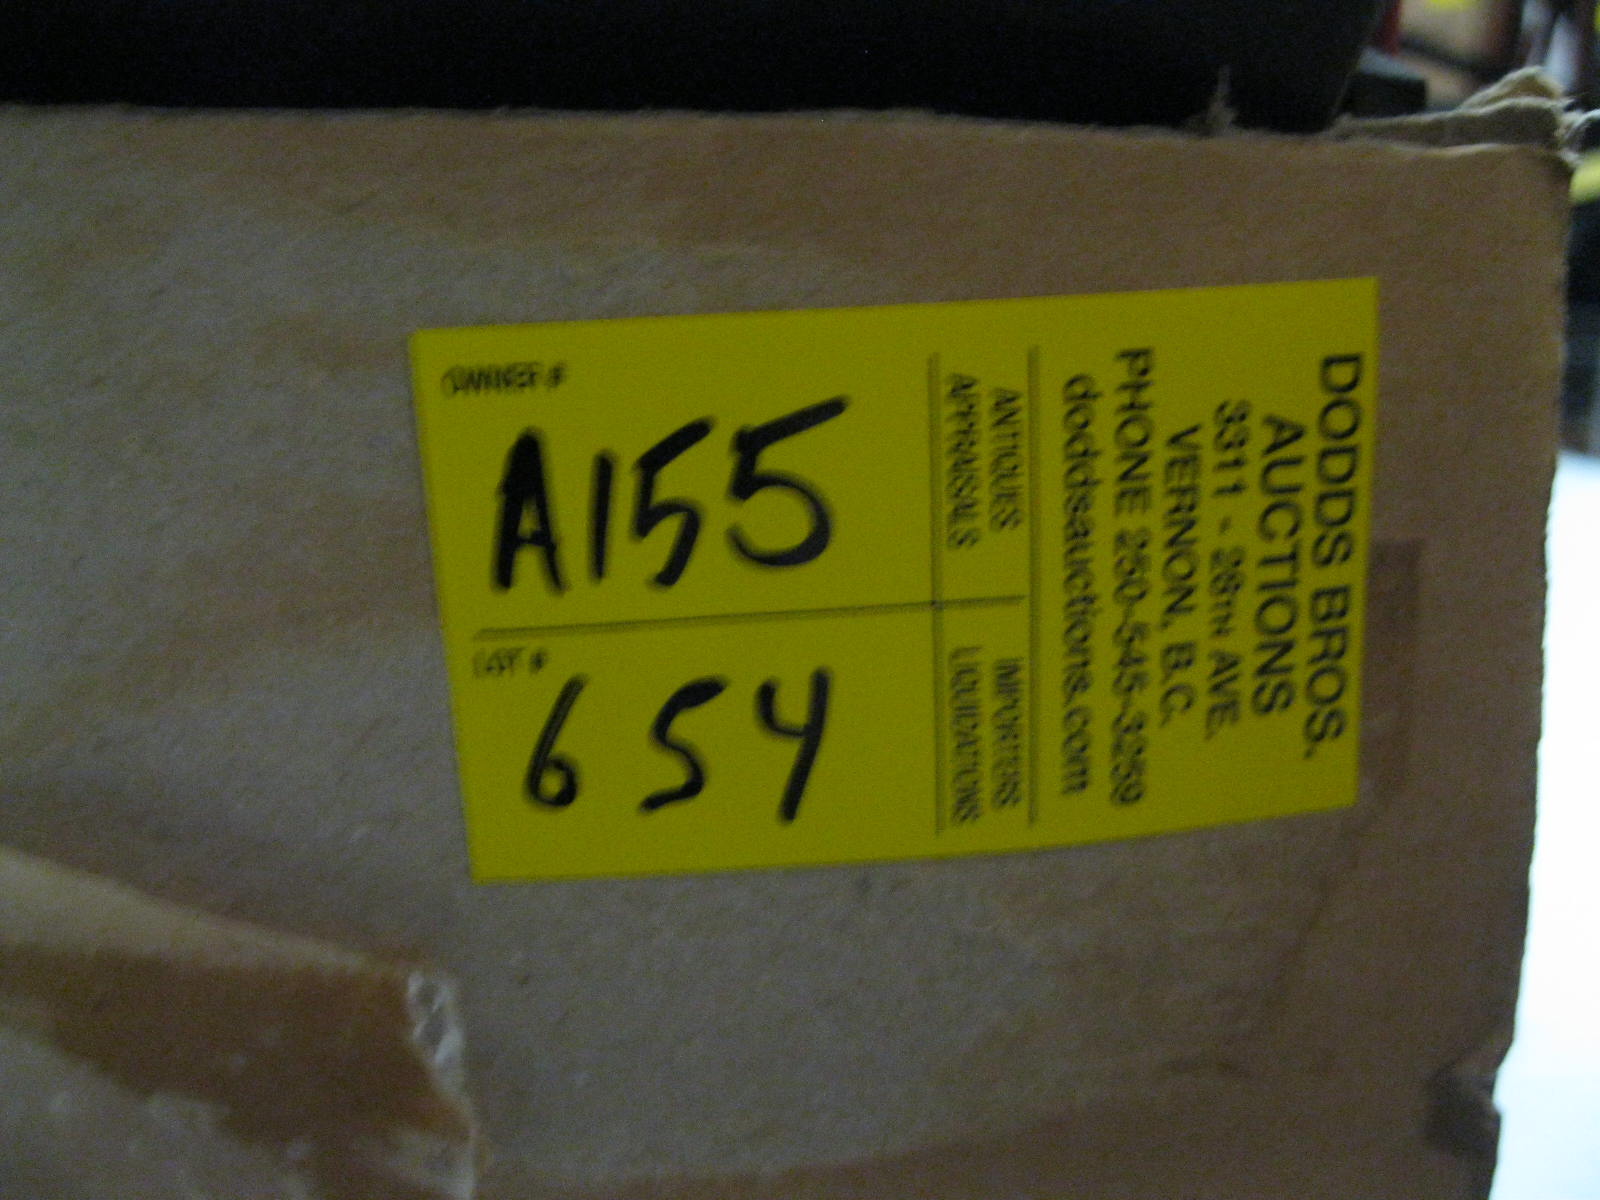 DODDS BROS.
AUCTIONS
3311 - 28TH AVE.
VERNON, B.C.
PHONE 250-545-3259
doddsauctions.com
ANTIQUES
APPRAISALS
IMPORTERS
LIQUIDATIONS
OWNER #
A155
LOT #
654